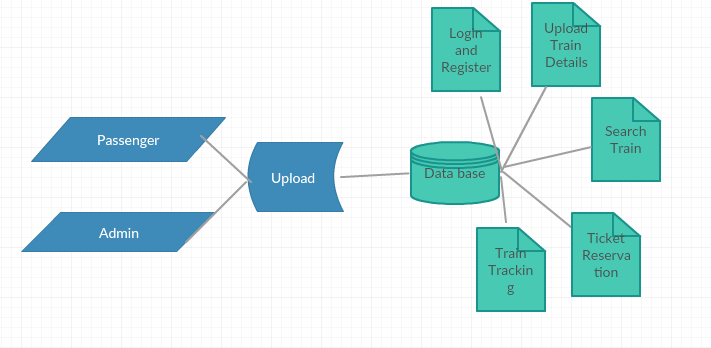 Login
and
Register
Upload
Train
Details
Passenger
Search
Train
Upload
Data base
Admin
Ticket
Reserva
tion
Train
Trackin
g